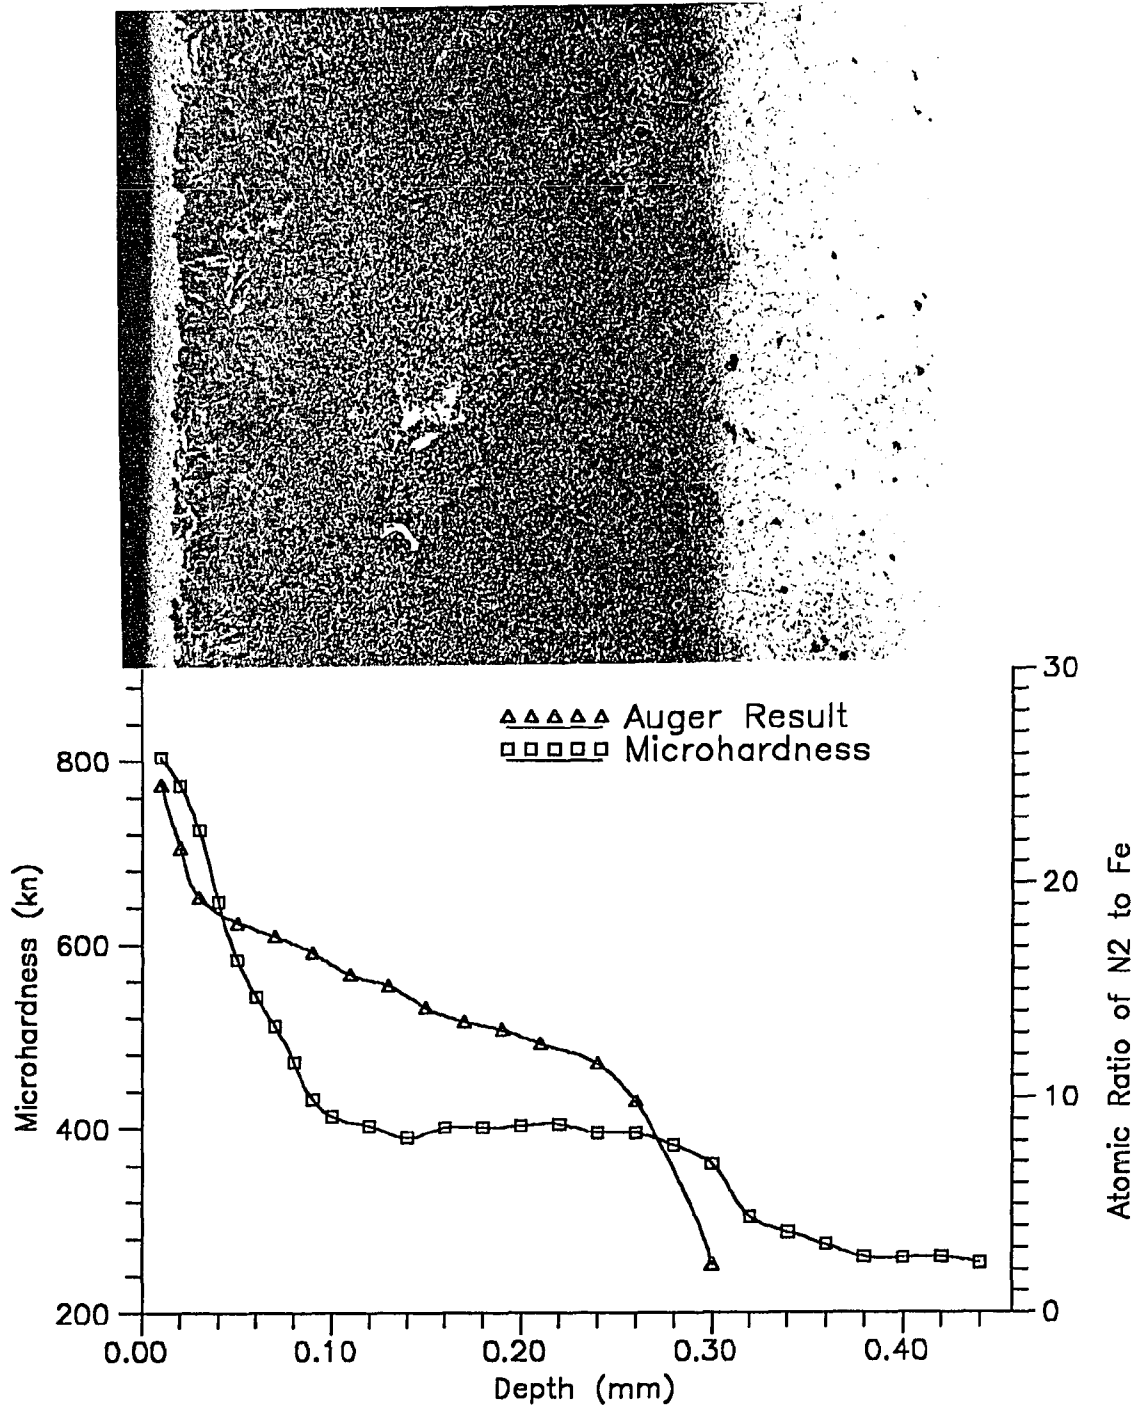 30
Auger Result
Microhardness
800
600
400
200
20
10
0
Microhardness (kn)
Atomic Ratio of N2 to Fe
0.00 0.10 0.20 0.30 0.40
Depth (mm)